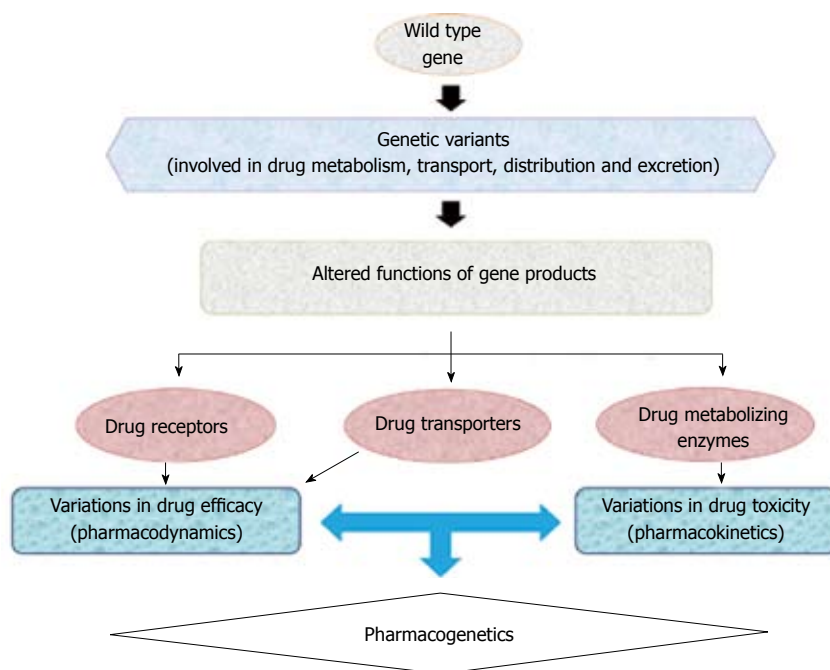 Wild type
gene
Genetic variants
(involved in drug metabolism, transport, distribution and excretion)
Altered functions of gene products
Drug receptors
Drug transporters
Drug metabolizing
enzymes
Variations in drug efficacy
(pharmacodynamics)
Variations in drug toxicity
(pharmacokinetics)
Pharmacogenetics